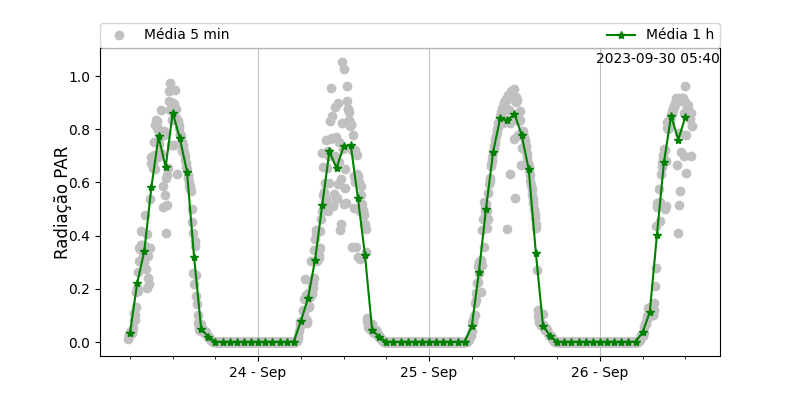 Média 5 min
Média 1 h
2023-09-30 05:40
Radiação PAR
1.0
0.8
0.6
0.4
0.2
0.0
24 - Sep
25 - Sep
26 - Sep